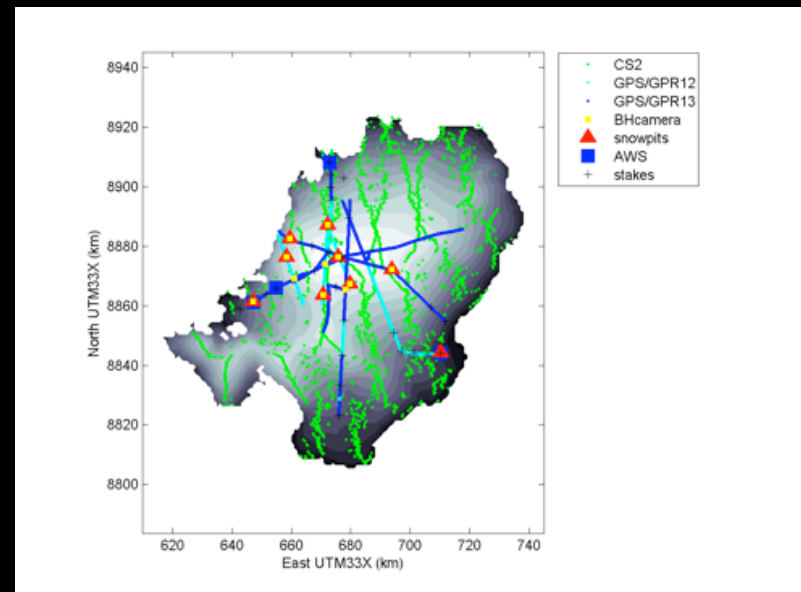 8940
8920
8900
8880
8860
8840
8820
8800
North UTM33X (km)
620 640 660 680 700 720 740
East UTM33X (km)
CS2
GPS/GPR12
GPS/GPR13
BHcamera
snowpits
AWS
stakes